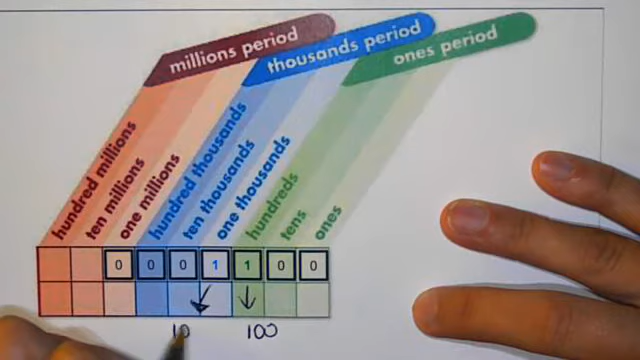 millions period
thousands period
ones period
hundred millions
ten millions
one millions
hundred thousands
ten thousands
one thousands
hundreds
tens
ones
0 0 0 1 1 0 0
10 100